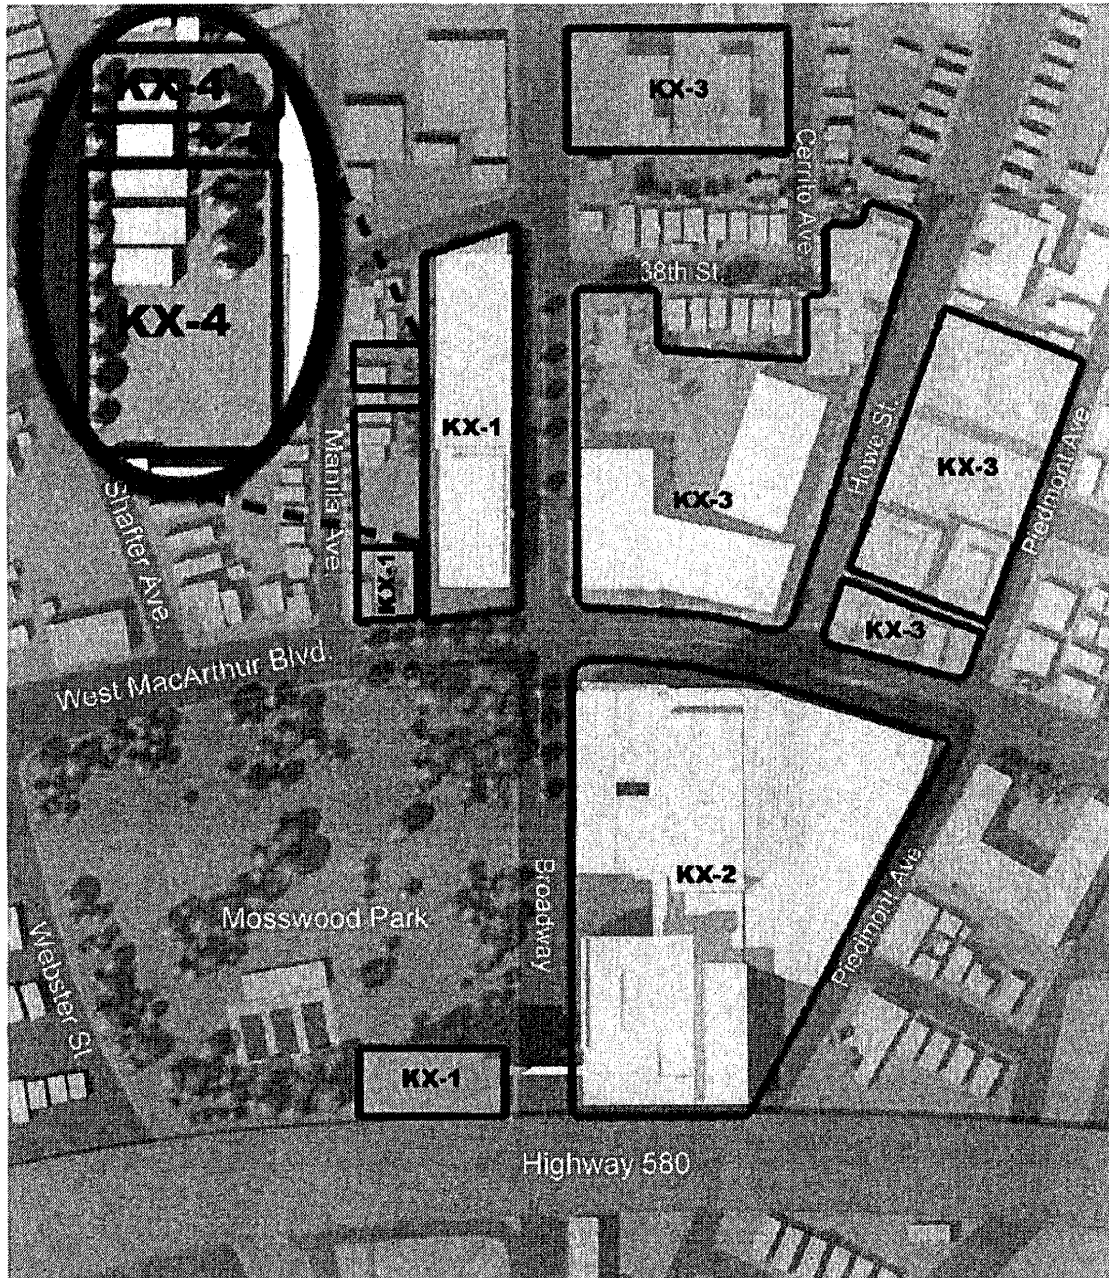 KX-4
KX-3
Cerrito Ave
38th St.
KX-4
KX-1
Manila Ave
Howe St.
KX-3
Piedmont Ave
KX-3
Shafter Ave.
KX-1
KX-3
West MacArthur Blvd.
KX-2
Broadway
Mosswood Park
Piedmont Ave.
Webster St.
KX-1
Highway 580